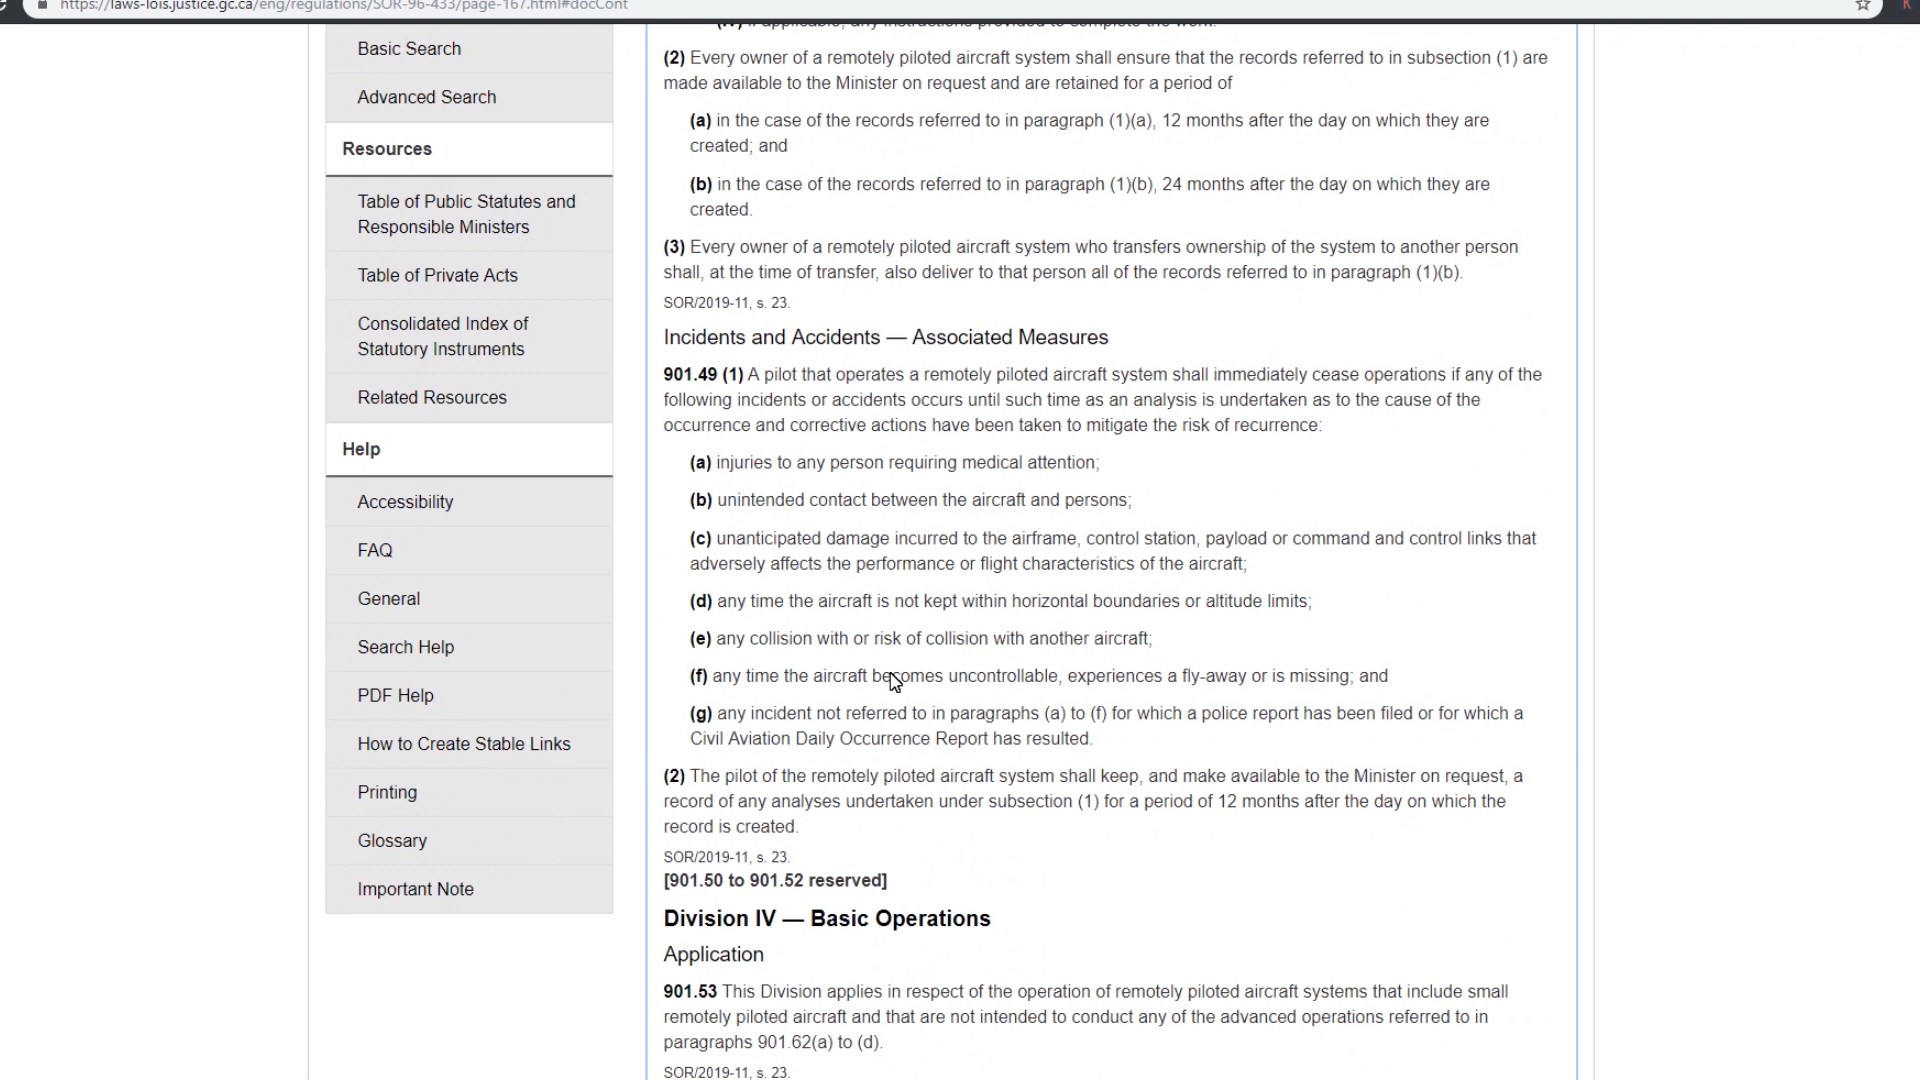 https://laws-lois.justice.gc.ca/eng/regulations/SOR-96-433/page-167.html#docCont
Basic Search
Advanced Search
Resources
Table of Public Statutes and
Responsible Ministers
Table of Private Acts
Consolidated Index of
Statutory Instruments
Related Resources
Help
Accessibility
FAQ
General
Search Help
PDF Help
How to Create Stable Links
Printing
Glossary
Important Note
(iv) if applicable, any instructions provided to complete the work.
(2) Every owner of a remotely piloted aircraft system shall ensure that the records referred to in subsection (1) are
made available to the Minister on request and are retained for a period of
(a) in the case of the records referred to in paragraph (1)(a), 12 months after the day on which they are
created; and
(b) in the case of the records referred to in paragraph (1)(b), 24 months after the day on which they are
created.
(3) Every owner of a remotely piloted aircraft system who transfers ownership of the system to another person
shall, at the time of transfer, also deliver to that person all of the records referred to in paragraph (1)(b).
SOR/2019-11, s. 23.
Incidents and Accidents — Associated Measures
901.49 (1) A pilot that operates a remotely piloted aircraft system shall immediately cease operations if any of the
following incidents or accidents occurs until such time as an analysis is undertaken as to the cause of the
occurrence and corrective actions have been taken to mitigate the risk of recurrence:
(a) injuries to any person requiring medical attention;
(b) unintended contact between the aircraft and persons;
(c) unanticipated damage incurred to the airframe, control station, payload or command and control links that
adversely affects the performance or flight characteristics of the aircraft;
(d) any time the aircraft is not kept within horizontal boundaries or altitude limits;
(e) any collision with or risk of collision with another aircraft;
(f) any time the aircraft becomes uncontrollable, experiences a fly-away or is missing; and
(g) any incident not referred to in paragraphs (a) to (f) for which a police report has been filed or for which a
Civil Aviation Daily Occurrence Report has resulted.
(2) The pilot of the remotely piloted aircraft system shall keep, and make available to the Minister on request, a
record of any analyses undertaken under subsection (1) for a period of 12 months after the day on which the
record is created.
SOR/2019-11, s. 23.
[901.50 to 901.52 reserved]
Division IV — Basic Operations
Application
901.53 This Division applies in respect of the operation of remotely piloted aircraft systems that include small
remotely piloted aircraft and that are not intended to conduct any of the advanced operations referred to in
paragraphs 901.62(a) to (d).
SOR/2019-11, s. 23.